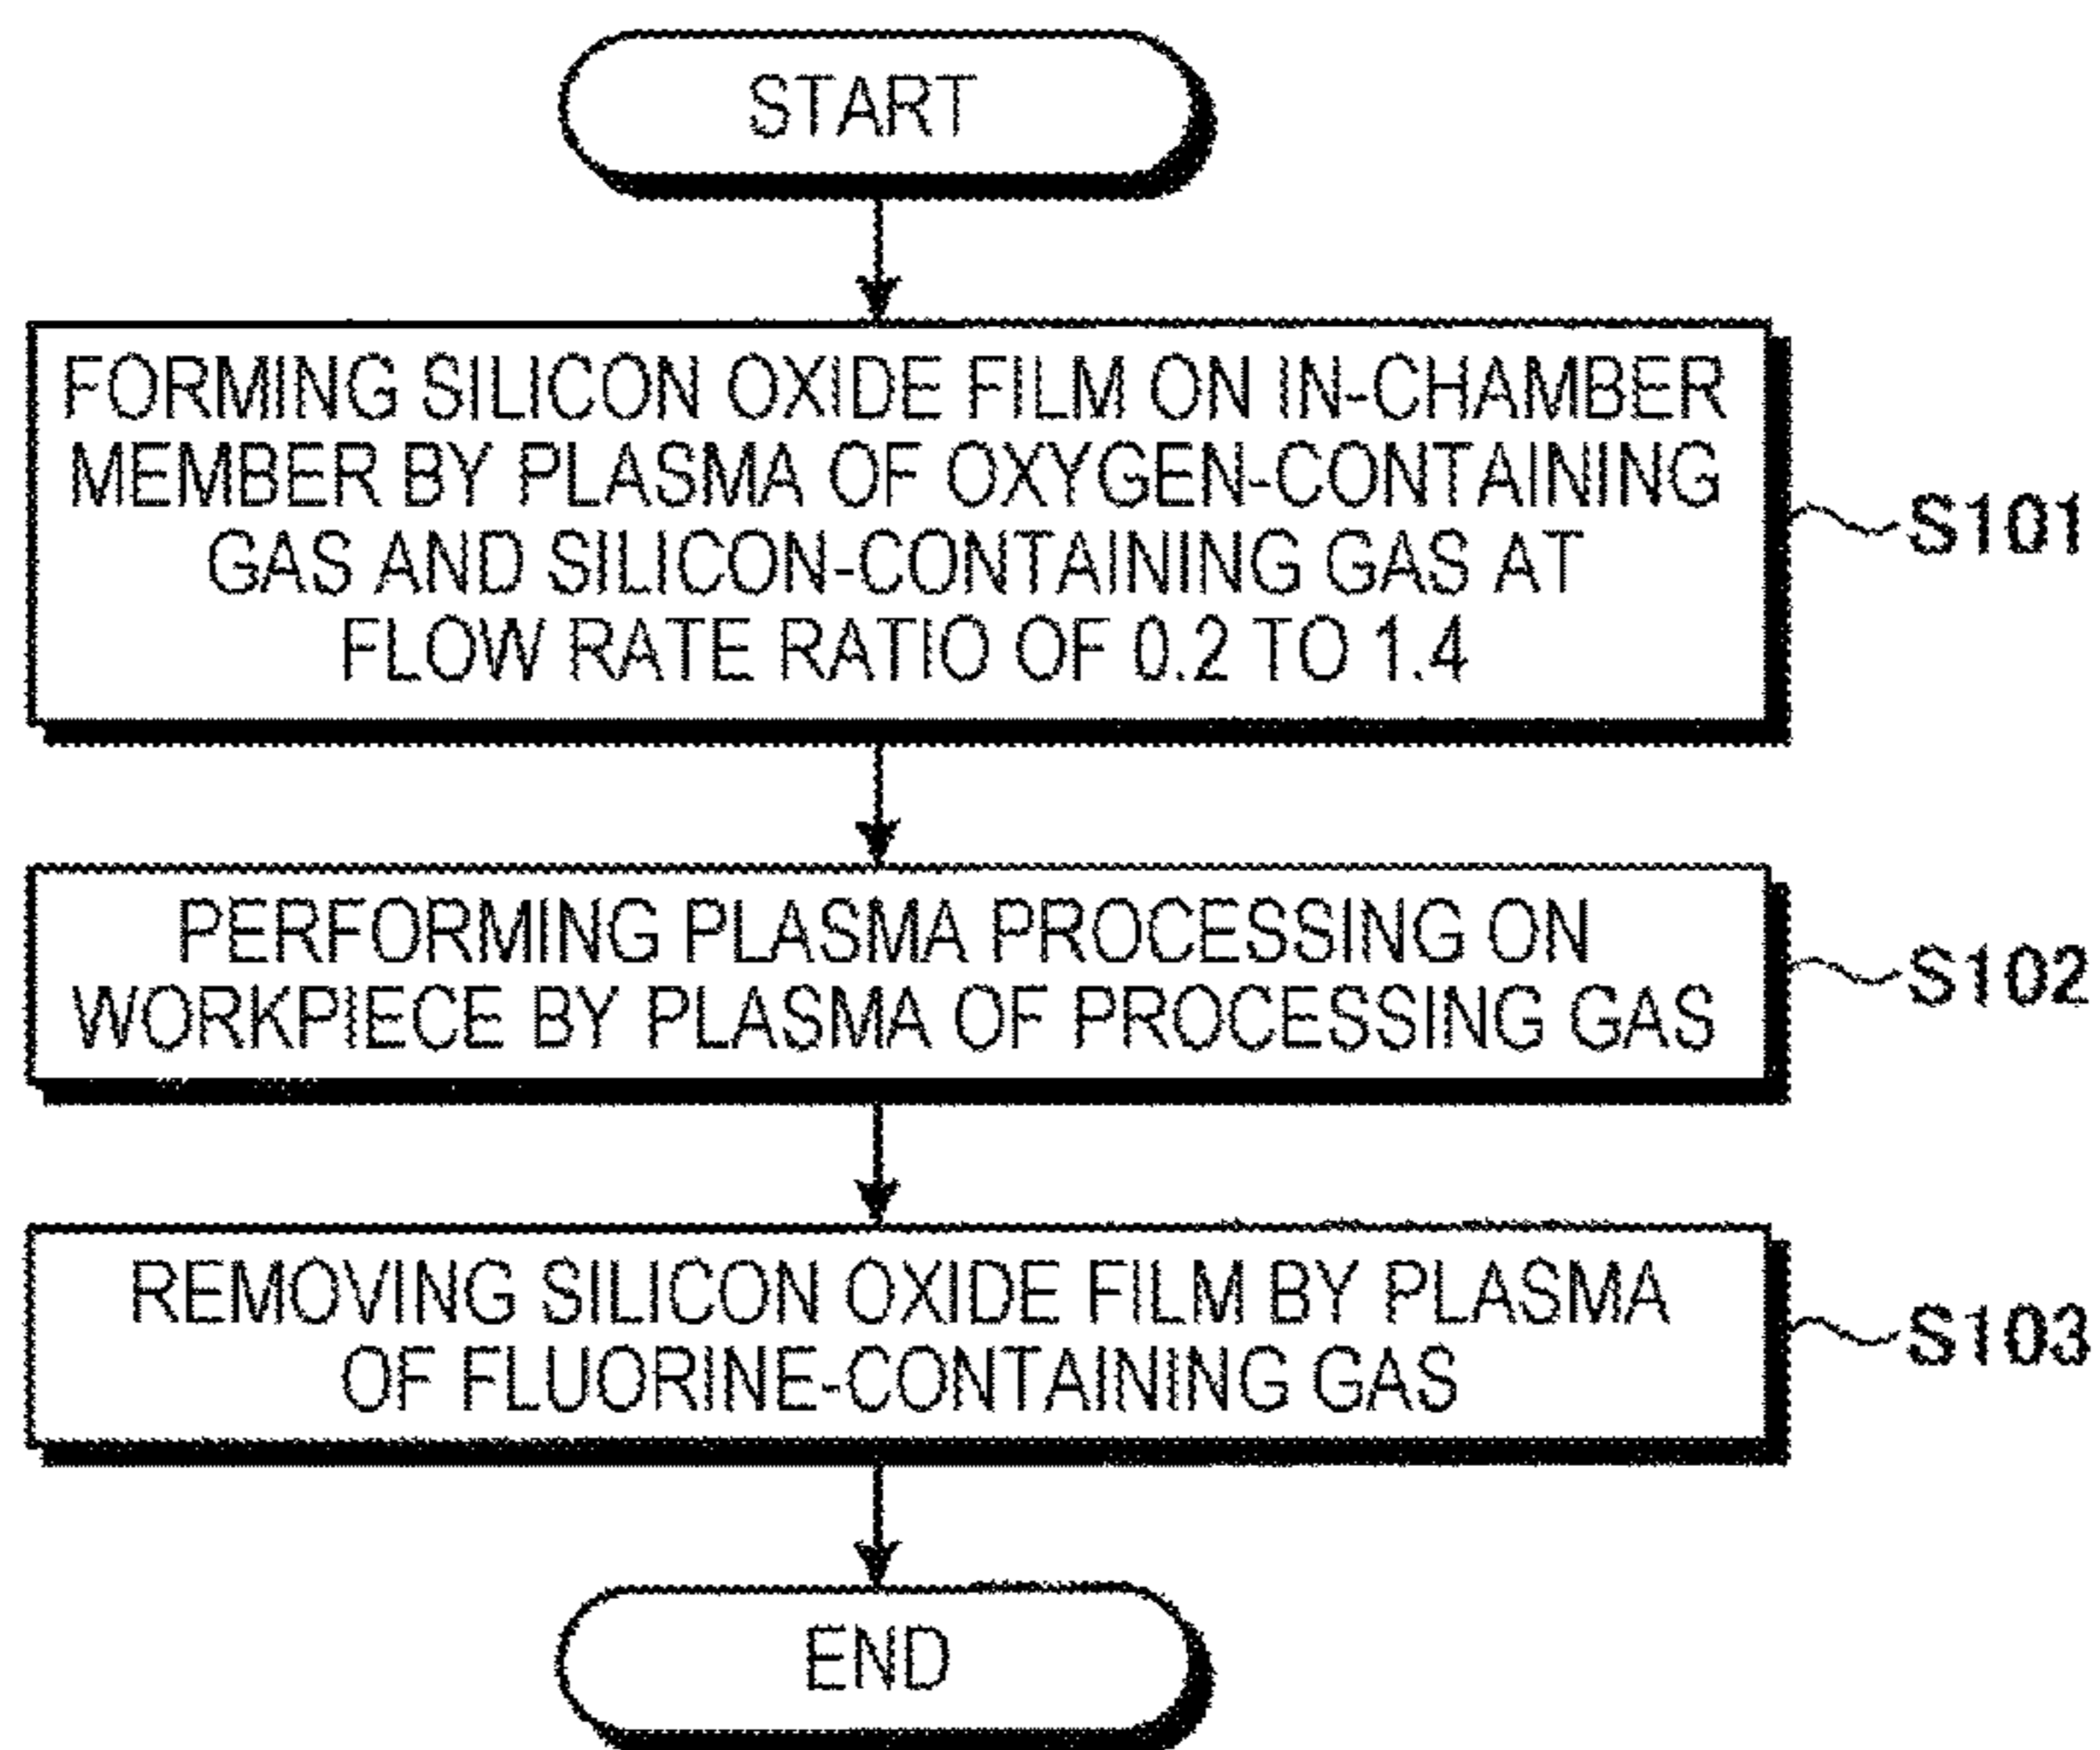 START
FORMING SILICON OXIDE FILM ON IN-CHAMBER
MEMBER BY PLASMA OF OXYGEN-CONTAINING
GAS AND SILICON-CONTAINING GAS AT
FLOW RATE RATIO OF 0.2 TO 1.4
S101
PERFORMING PLASMA PROCESSING ON
WORKPIECE BY PLASMA OF PROCESSING GAS
S102
REMOVING SILICON OXIDE FILM BY PLASMA
OF FLUORINE-CONTAINING GAS
S103
END